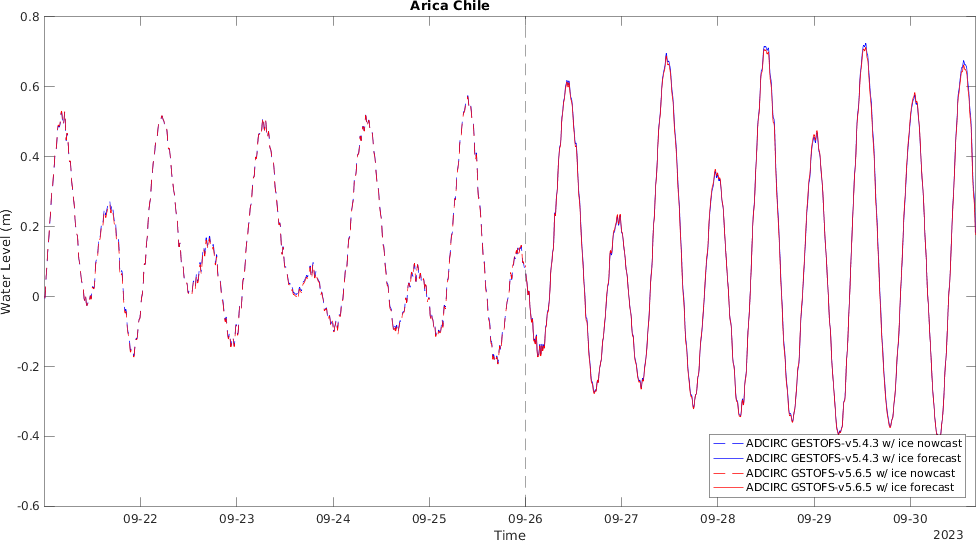 Arica Chile
0.8
0.6
0.4
0.2
0
-0.2
-0.4
-0.6
Water Level (m)
ADCIRC GESTOFS-v5.4.3 w/ ice nowcast
ADCIRC GESTOFS-v5.4.3 w/ ice forecast
ADCIRC GSTOFS-v5.6.5 w/ ice nowcast
ADCIRC GSTOFS-v5.6.5 w/ ice forecast
09-22 09-23 09-24 09-25 09-26 09-27 09-28 09-29 09-30
Time
2023